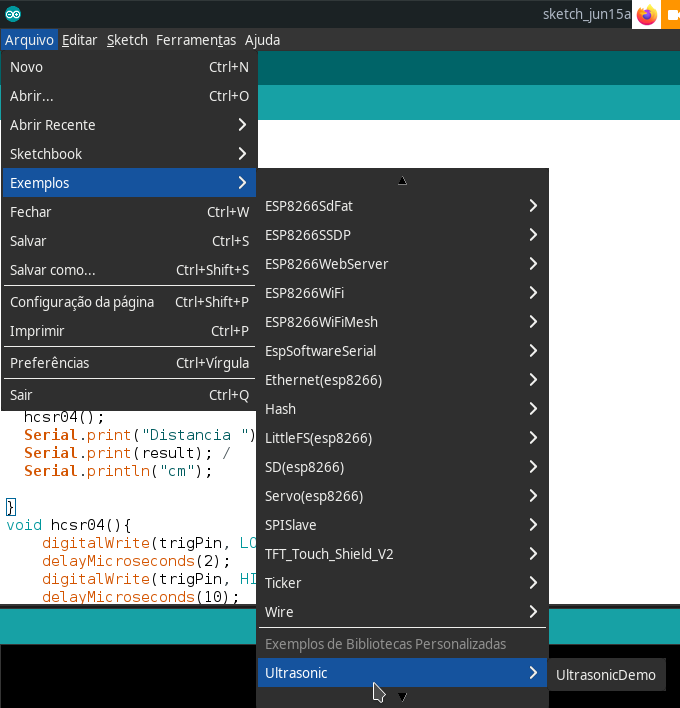 sketch_jun15a
Arquivo Editar Sketch Ferramentas Ajuda
Novo Ctrl+N
Abrir... Ctrl+O
Abrir Recente
Sketchbook
Exemplos
Fechar Ctrl+W
Salvar Ctrl+S
Salvar como... Ctrl+Shift+S
Configuração da página Ctrl+Shift+P
Imprimir Ctrl+P
Preferências Ctrl+Vírgula
Sair Ctrl+Q
ESP8266SdFat
ESP8266SSDP
ESP8266WebServer
ESP8266WiFi
ESP8266WiFiMesh
EspSoftwareSerial
Ethernet(esp8266)
Hash
LittleFS(esp8266)
SD(esp8266)
Servo(esp8266)
SPISlave
TFT_Touch_Shield_V2
Ticker
Wire
Exemplos de Bibliotecas Personalizadas
Ultrasonic
UltrasonicDemo
hcsr04();
Serial.print("Distancia ")
Serial.print(result); /
Serial.println("cm");
}
void hcsr04(){
digitalWrite(trigPin, LO
delayMicroseconds(2);
digitalWrite(trigPin, HI
delayMicroseconds(10);